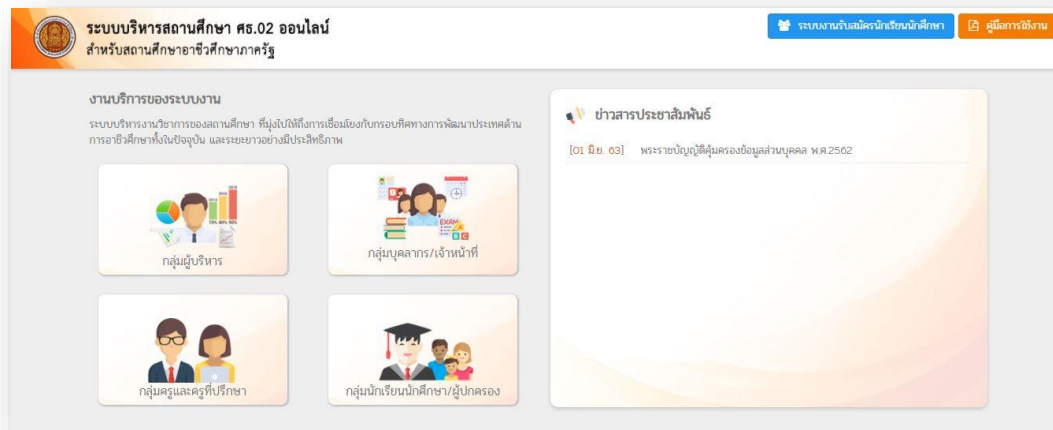 ระบบบริหารสถานศึกษา ศธ.02 ออนไลน์
สำหรับสถานศึกษาอาชีวศึกษาภาครัฐ
ระบบงานรับสมัครนักเรียนนักศึกษา
คู่มือการใช้งาน
งานบริการของระบบงาน
ระบบบริหารงานวิชาการของสถานศึกษา ที่มุ่งไปให้ถึงการเชื่อมโยงกับกรอบทิศทางการพัฒนาประเทศด้าน
การอาชีวศึกษาทั้งในปัจจุบัน และระยะยาวอย่างมีประสิทธิภาพ
กลุ่มผู้บริหาร
EXAM
A
B C
กลุ่มบุคลากร/เจ้าหน้าที่
กลุ่มครูและครูที่ปรึกษา
กลุ่มนักเรียนนักศึกษา/ผู้ปกครอง
ข่าวสารประชาสัมพันธ์
[01 มิ.ย. 63] พระราชบัญญัติคุ้มครองข้อมูลส่วนบุคคล พ.ศ.2562